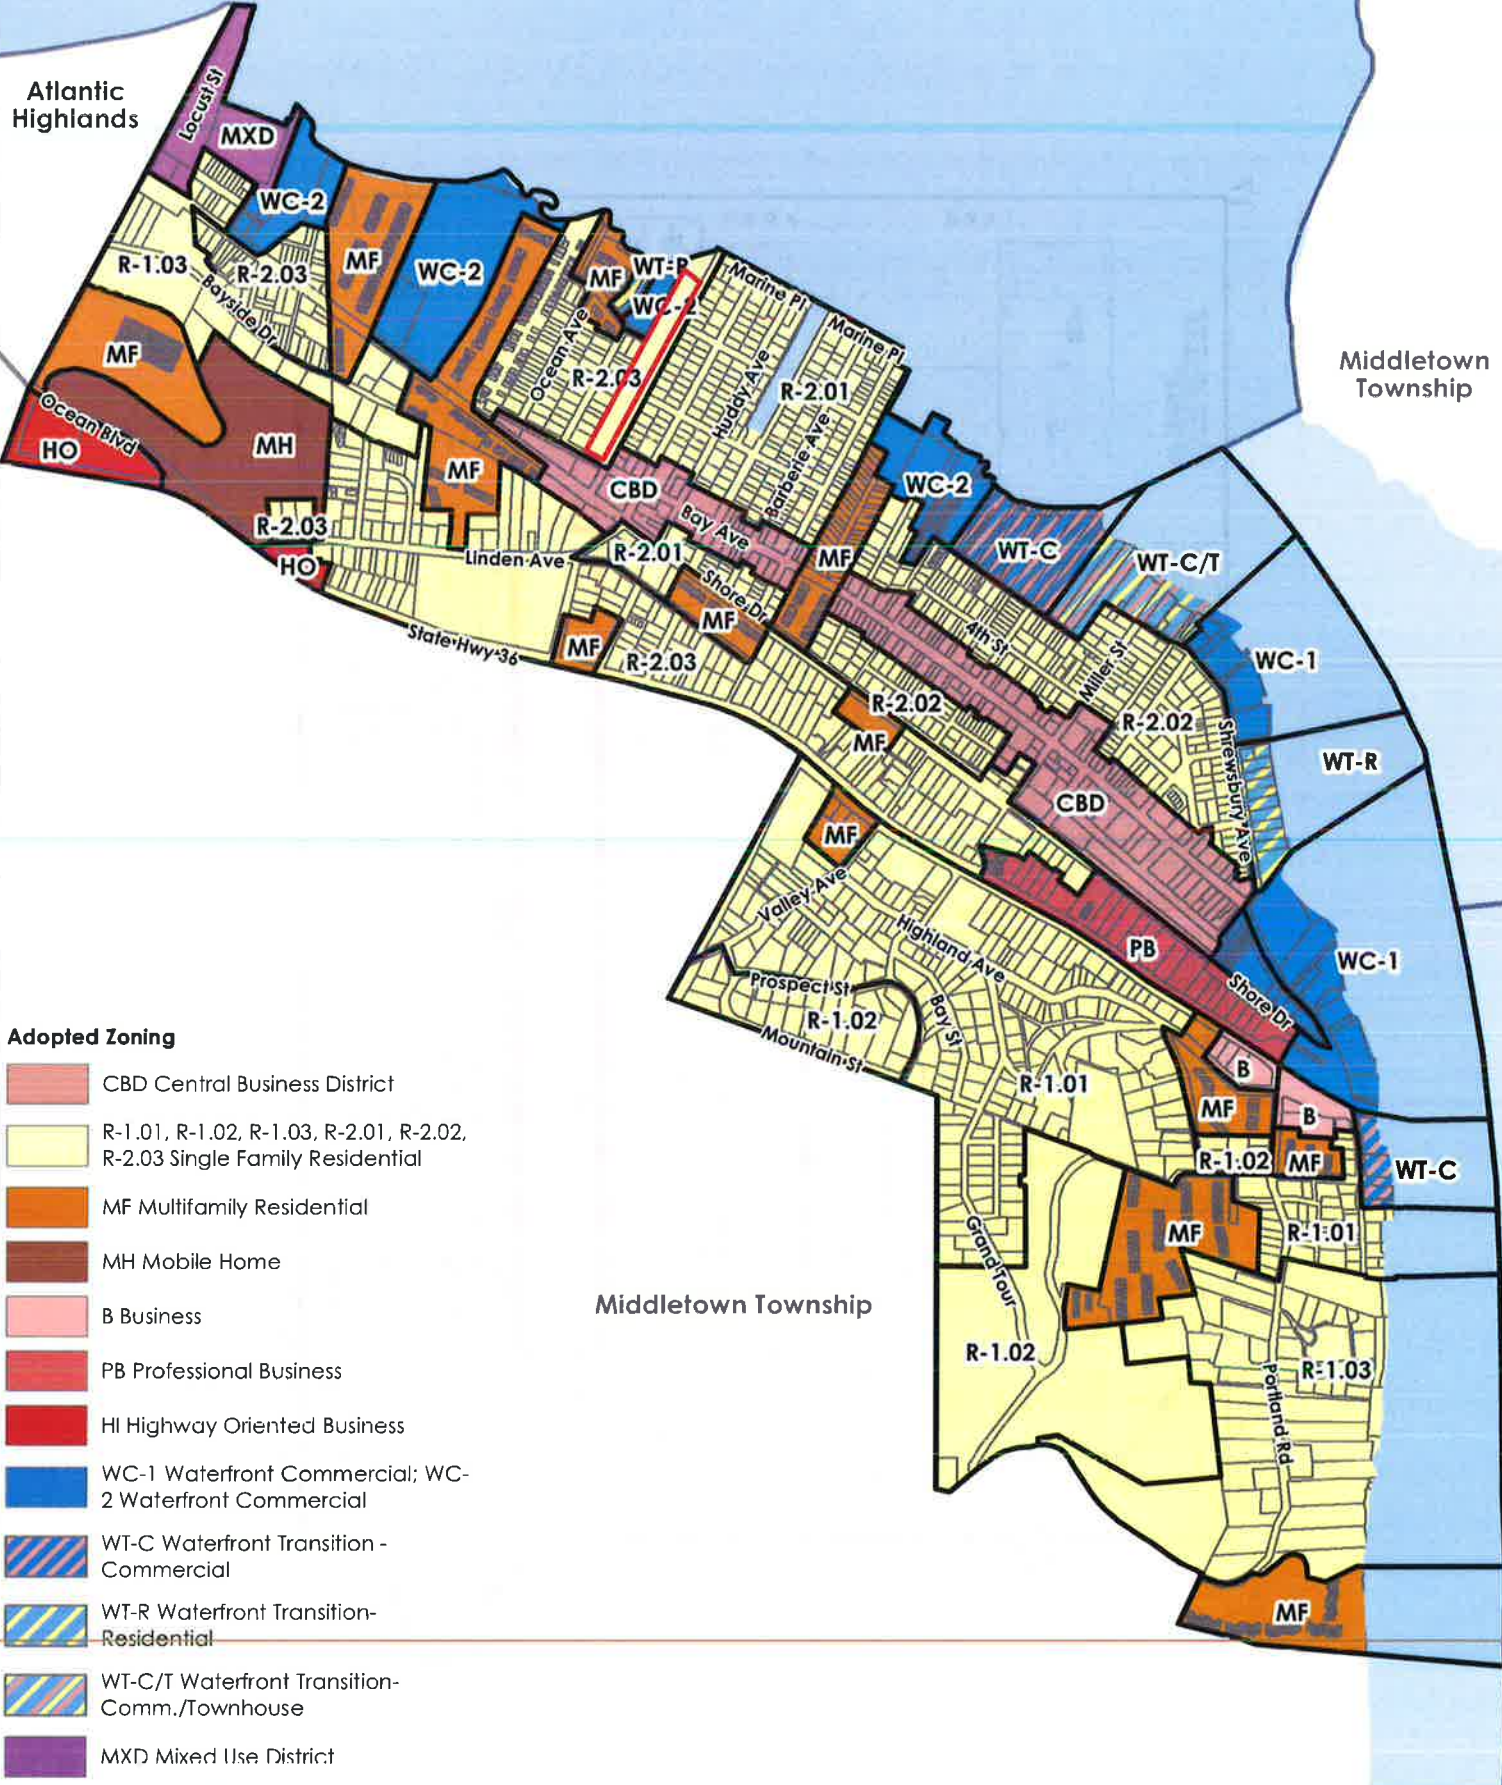 Atlantic
Highlands
Locust St
MXD
WC-2
R-1.03
R-2.03
MF
WC-2
MF
WT-R
WC-2
Marine Pl
Marine Pl
Bayside Dr
Ocean Ave
R-2.03
Huddy Ave
R-2.01
Barberie Ave
Middletown
Township
MF
Ocean Blvd
HO
MH
MF
CBD
Bay Ave
WC-2
R-2.03
HO
Linden Ave
R-2.01
MF
WT-C
WT-C/T
Shore Dr
MF
State Hwy 36
MF
R-2.03
4th St
Miller St
WC-1
R-2.02
R-2.02
MF
Shrewsbury Ave
WT-R
CBD
MF
Valley Ave
Highland Ave
PB
WC-1
Shore Dr
Prospect St
R-1.02
Bay St
Mountain St
R-1.01
B
MF
B
R-1.02
MF
WT-C
Grand Tour
MF
R-1.01
Middletown Township
R-1.02
R-1.03
Portland Rd
MF
Adopted Zoning
CBD Central Business District
R-1.01, R-1.02, R-1.03, R-2.01, R-2.02,
R-2.03 Single Family Residential
MF Multifamily Residential
MH Mobile Home
B Business
PB Professional Business
HI Highway Oriented Business
WC-1 Waterfront Commercial; WC-
2 Waterfront Commercial
WT-C Waterfront Transition -
Commercial
WT-R Waterfront Transition-
Residential
WT-C/T Waterfront Transition-
Comm./Townhouse
MXD Mixed Use District